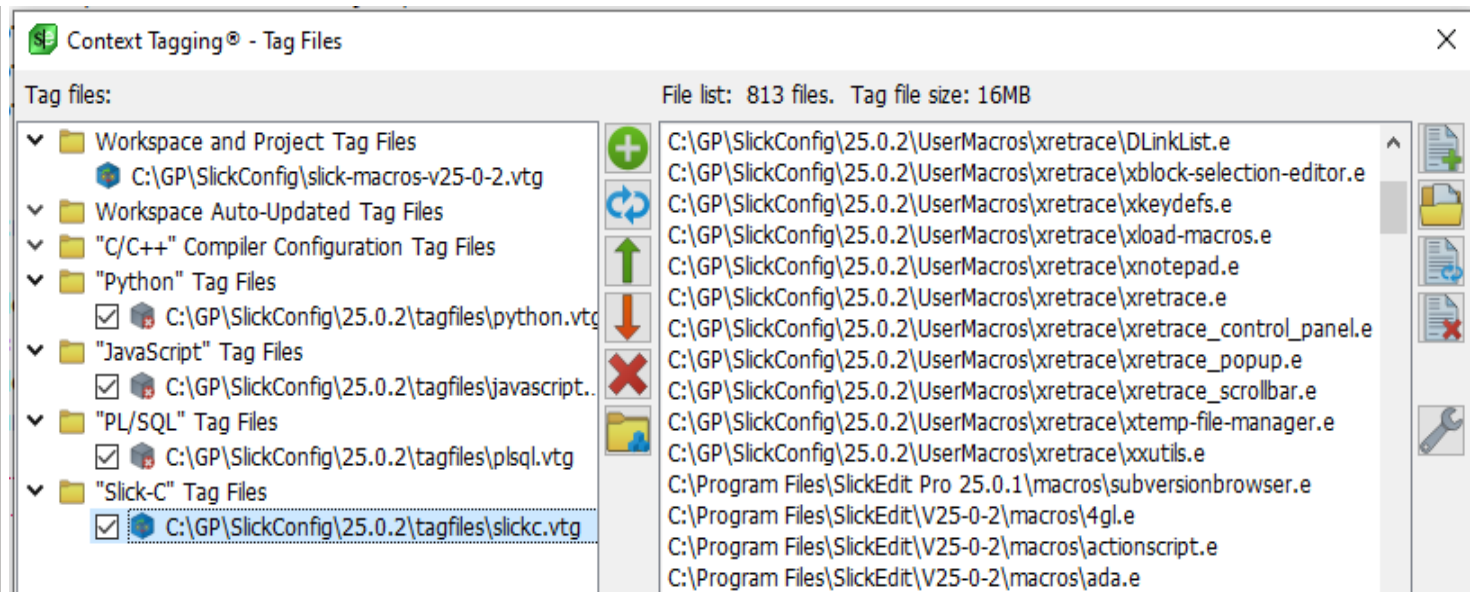 Context Tagging® - Tag Files
Tag files:
Workspace and Project Tag Files
C:\GP\SlickConfig\slick-macros-v25-0-2.vtg
Workspace Auto-Updated Tag Files
"C/C++" Compiler Configuration Tag Files
"Python" Tag Files
C:\GP\SlickConfig\25.0.2\tagfiles\python.vtg
"JavaScript" Tag Files
C:\GP\SlickConfig\25.0.2\tagfiles\javascript...
"PL/SQL" Tag Files
C:\GP\SlickConfig\25.0.2\tagfiles\plsql.vtg
"Slick-C" Tag Files
C:\GP\SlickConfig\25.0.2\tagfiles\slickc.vtg
File list: 813 files. Tag file size: 16MB
C:\GP\SlickConfig\25.0.2\UserMacros\xretrace\DLinkList.e
C:\GP\SlickConfig\25.0.2\UserMacros\xretrace\xblock-selection-editor.e
C:\GP\SlickConfig\25.0.2\UserMacros\xretrace\xkeydefs.e
C:\GP\SlickConfig\25.0.2\UserMacros\xretrace\xload-macros.e
C:\GP\SlickConfig\25.0.2\UserMacros\xretrace\xnotepad.e
C:\GP\SlickConfig\25.0.2\UserMacros\xretrace\xretrace.e
C:\GP\SlickConfig\25.0.2\UserMacros\xretrace\xretrace_control_panel.e
C:\GP\SlickConfig\25.0.2\UserMacros\xretrace\xretrace_popup.e
C:\GP\SlickConfig\25.0.2\UserMacros\xretrace\xretrace_scrollbar.e
C:\GP\SlickConfig\25.0.2\UserMacros\xretrace\xtemp-file-manager.e
C:\GP\SlickConfig\25.0.2\UserMacros\xretrace\xxutils.e
C:\Program Files\SlickEdit Pro 25.0.1\macros\subversionbrowser.e
C:\Program Files\SlickEdit\V25-0-2\macros\4gl.e
C:\Program Files\SlickEdit\V25-0-2\macros\actionscript.e
C:\Program Files\SlickEdit\V25-0-2\macros\ada.e